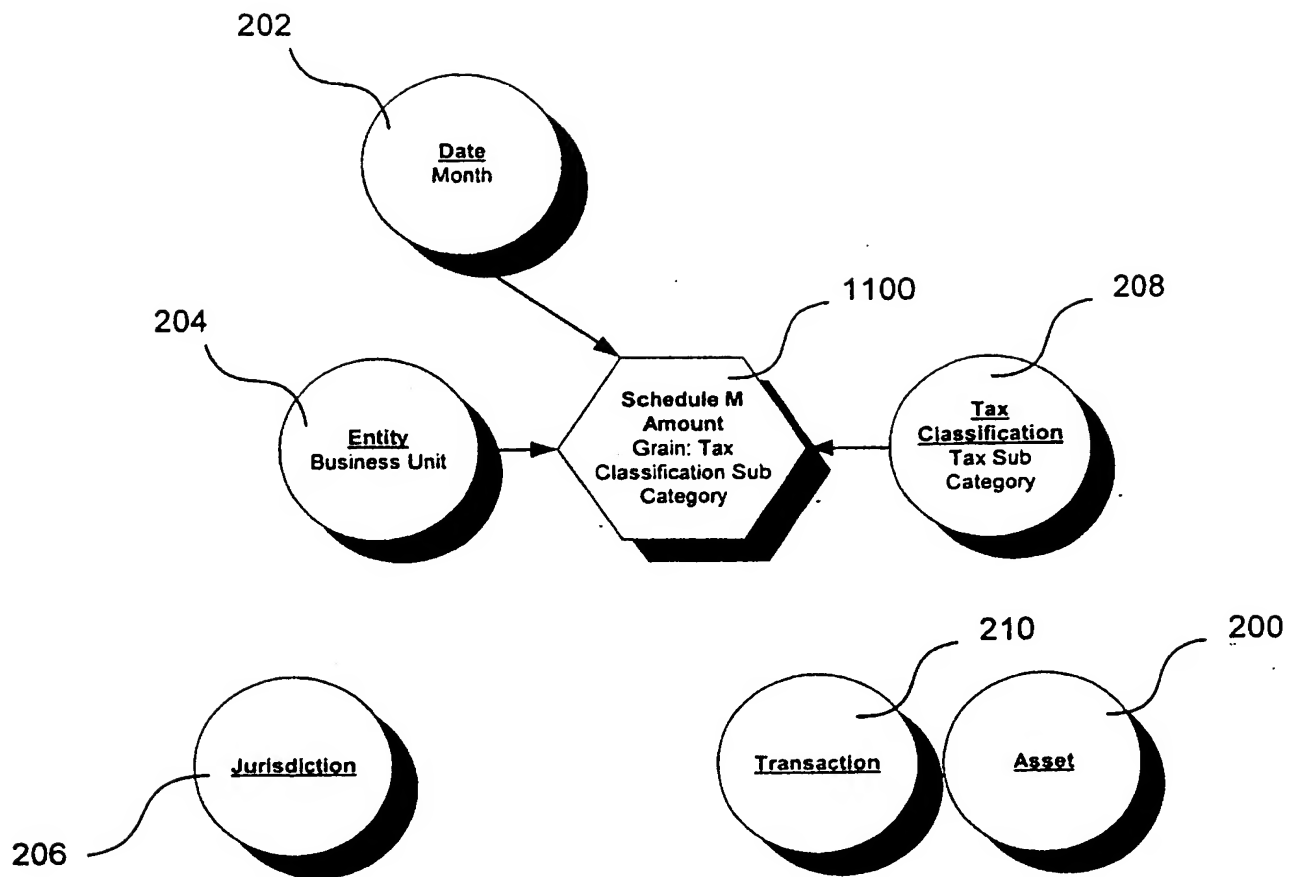 202
Date
Month
1100
208
204
Schedule M
Amount
Grain: Tax
Classification Sub
Category
Tax
Classification
Tax Sub
Category
Entity
Business Unit
210
200
Jurisdiction
Transaction
Asset
206